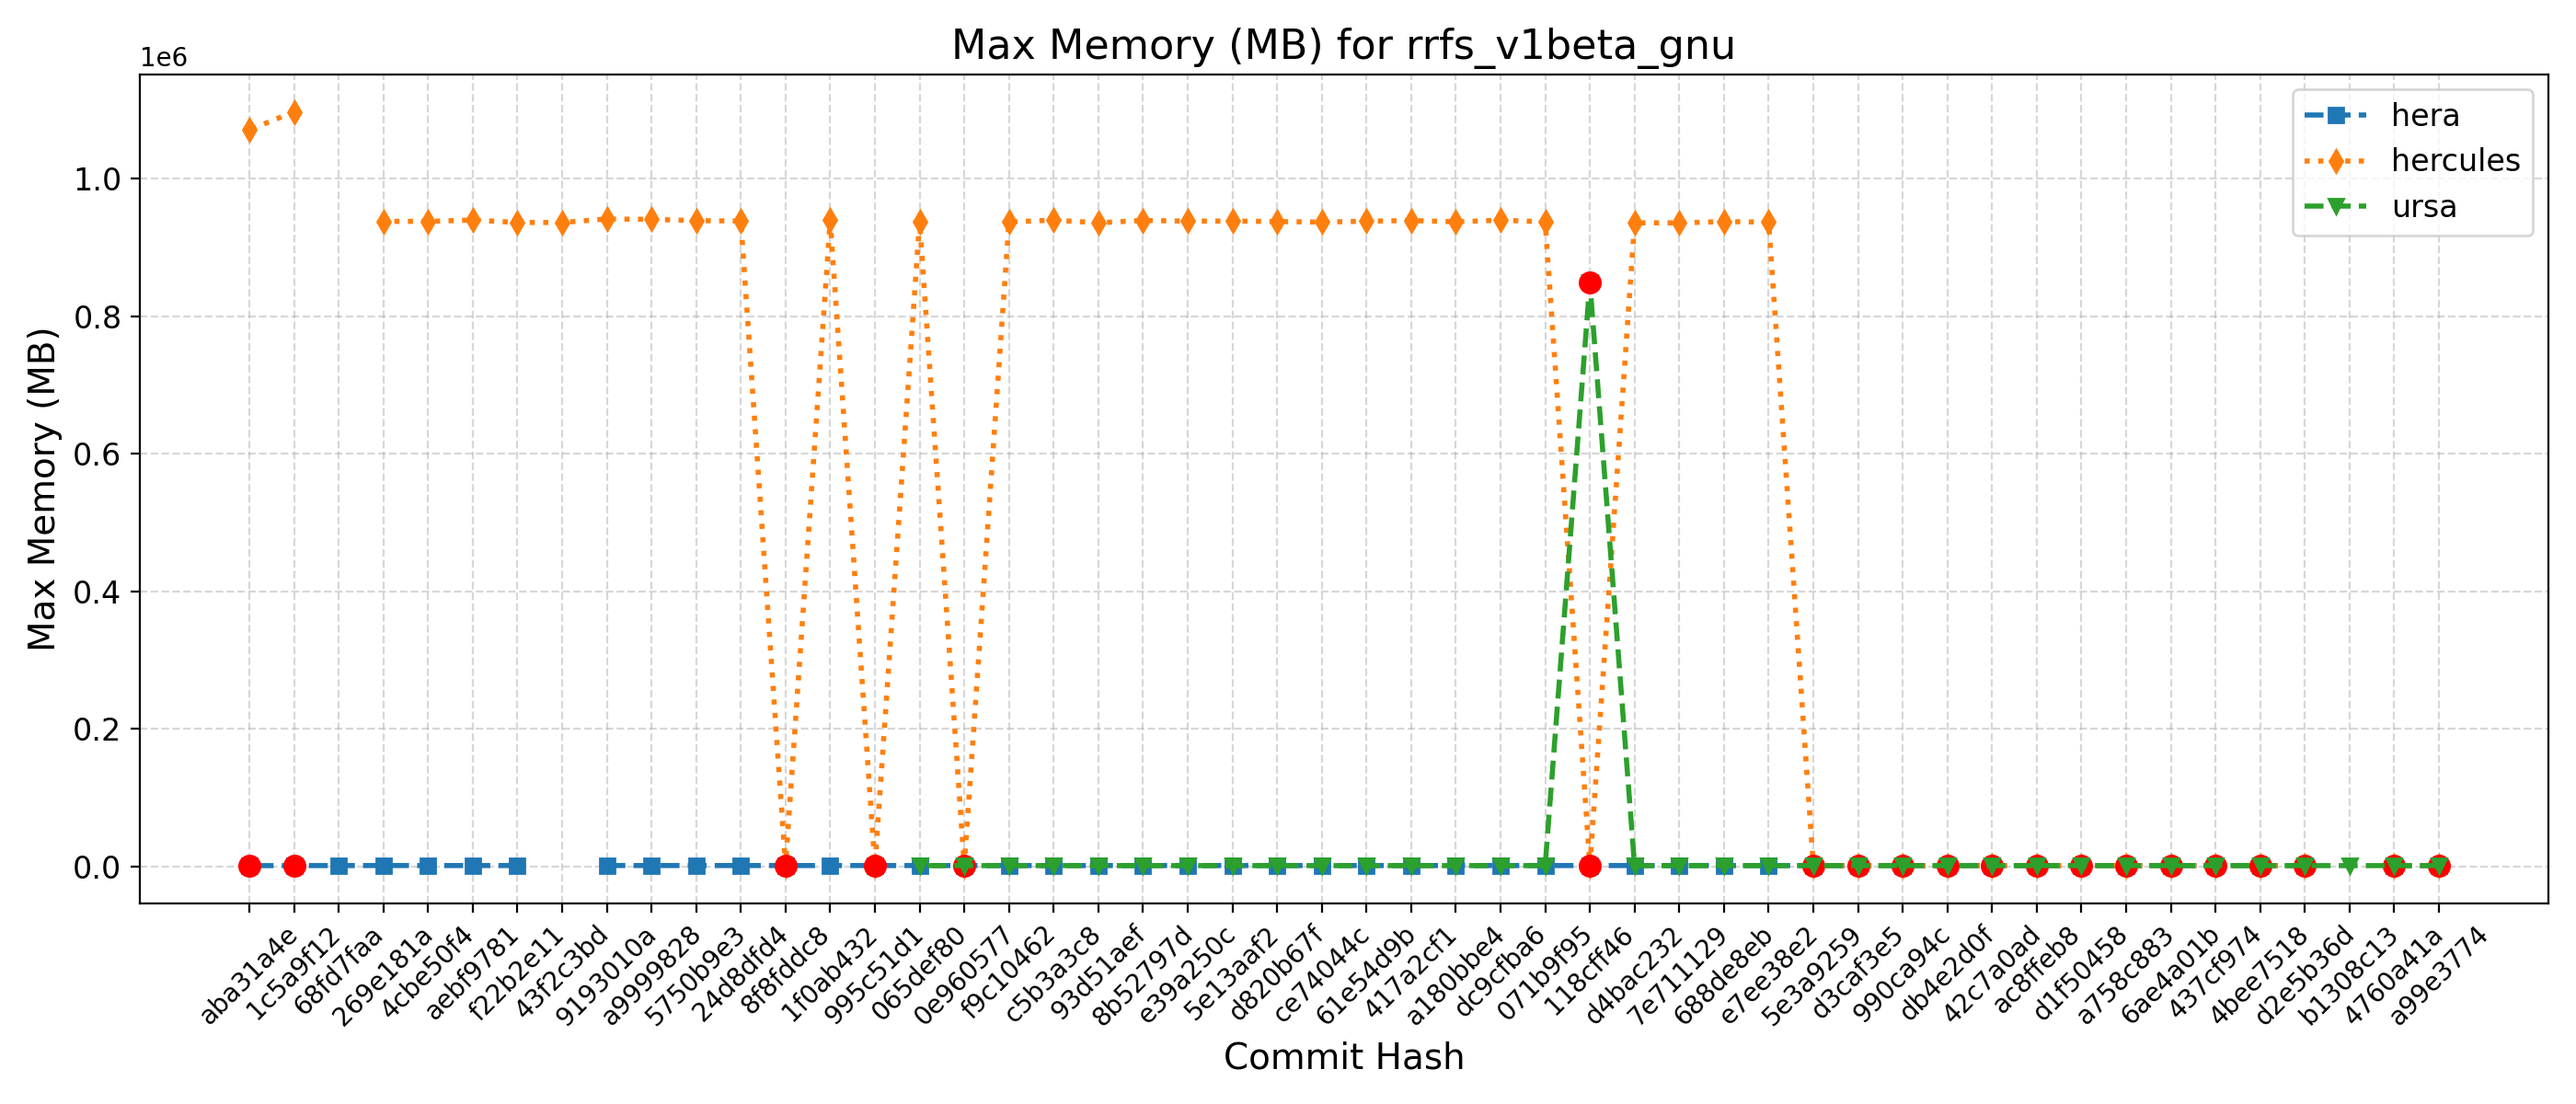 Max Memory (MB) for rrfs_v1beta_gnu
1e6
hera
hercules
ursa
1.0
0.8
0.6
0.4
0.2
0.0
Max Memory (MB)
aba31a4e
1c5a9f12
68fd7faa
269e181a
4cbe50f4
aebf9781
f22b2e11
43f2c3bd
9193010a
a9999828
5750b9e3
24d8dfd4
8f8fddc8
1f0ab432
995c51d1
065def80
0e960577
f9c10462
c5b3a3c8
93d51aef
8b52797d
e39a250c
5e13aaf2
d820b67f
ce74044c
61e54d9b
417a2cf1
a180bbe4
dc9cfba6
071b9f95
118cff46
d4bac232
7e711129
688de8eb
e7ee38e2
5e3a9259
d3caf3e5
990ca94c
db4e2d0f
42c7a0ad
ac8ffeb8
d1f50458
a758c883
6ae4a01b
437cf974
4bee7518
d2e5b36d
b1308c13
4760a41a
a99e3774
Commit Hash